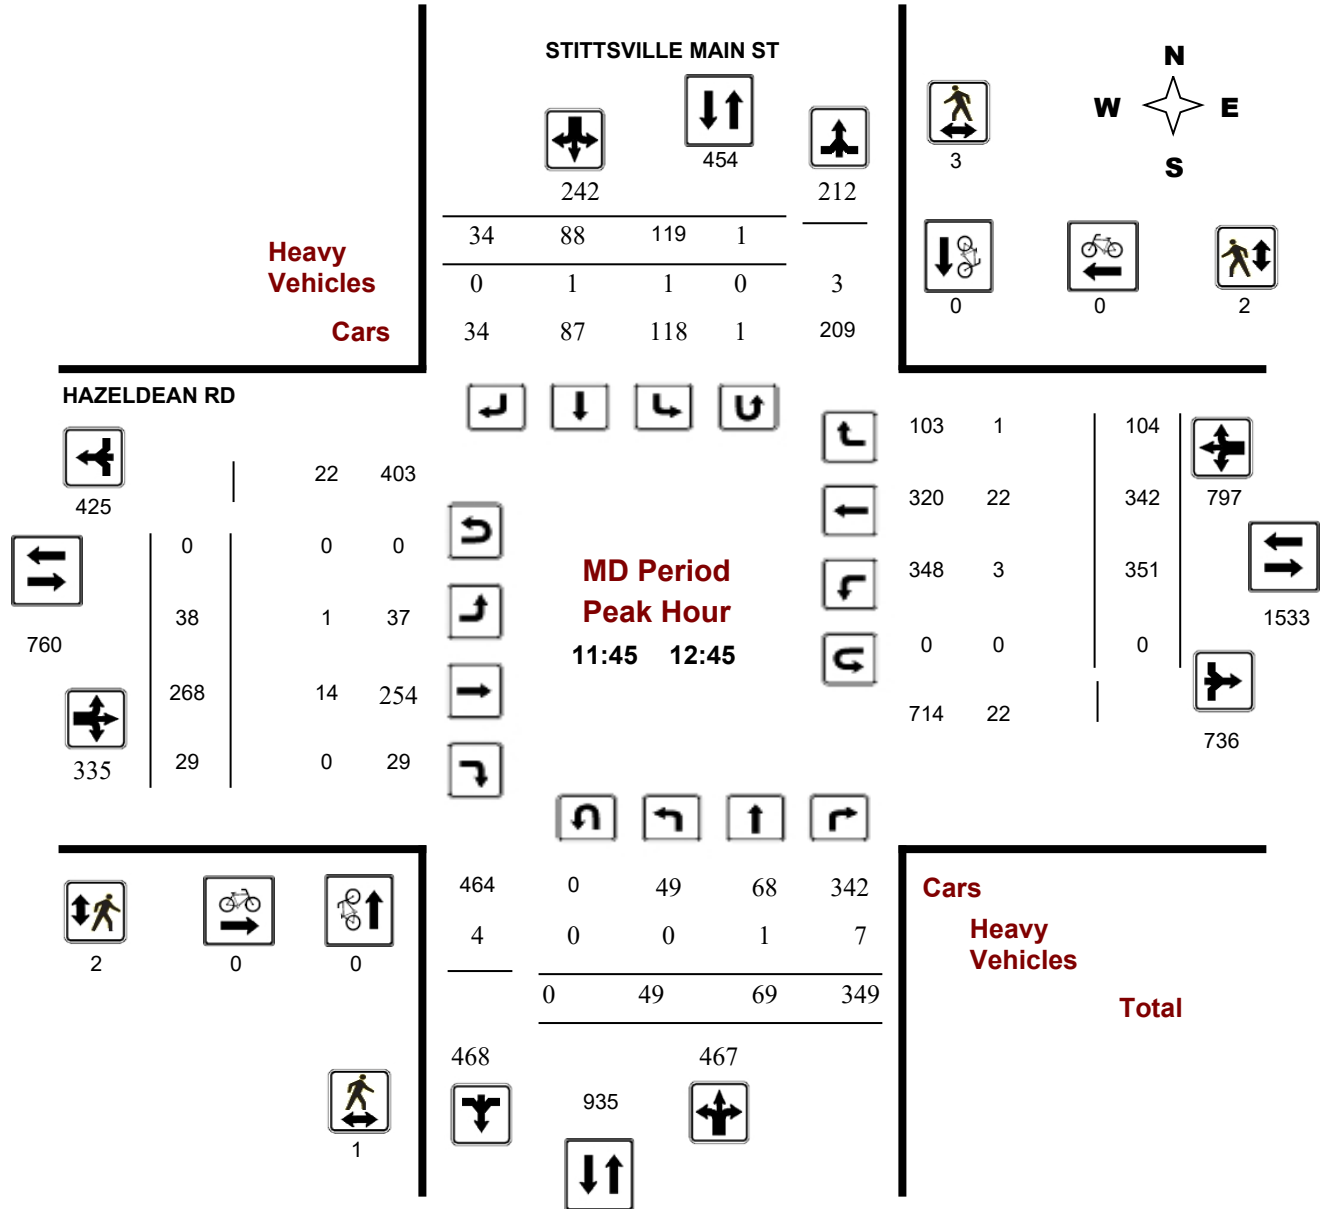 STITTSVILLE MAIN ST
N
W E
S
454
3
242 212
34 88 119 1
Heavy
Vehicles 0 1 1 0 3
0 0 2
Cars 34 87 118 1 209
HAZELDEAN RD
103 1 104
22 403
425
320 22 342 797
0 0 0
MD Period
348 3 351
Peak Hour
38 1 37
1533
760
11:45 12:45
0 0 0
268 14 254
714 22
736
335 29 0 29
464 0 49 68 342 Cars
4 0 0 1 7 Heavy
Vehicles
2 0 0
0 49 69 349 Total
468 467
935
1